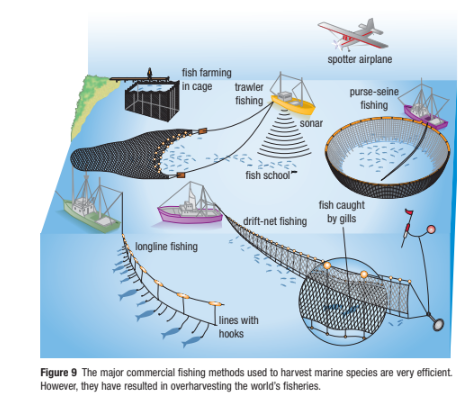 spotter airplane
fish farming
in cage
trawler
fishing
purse-seine
fishing
sonar
fish school
fish caught
by gills
drift-net fishing
longline fishing
lines with
hooks
Figure 9 The major commercial fishing methods used to harvest marine species are very efficient.
However, they have resulted in overharvesting the world's fisheries.